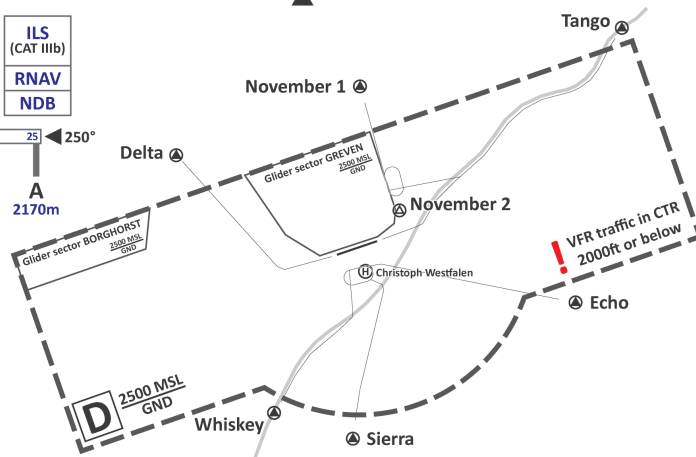 ILS
(CAT IIIb)
RNAV
NDB
25
250°
A
2170m
Tango
November 1
Delta
Glider sector GREVEN
2500 MSL
GND
November 2
Glider sector BORGHORST
2500 MSL
GND
! VFR traffic in CTR
2000ft or below
H Christoph Westfalen
Echo
D
2500 MSL
GND
Whiskey
Sierra